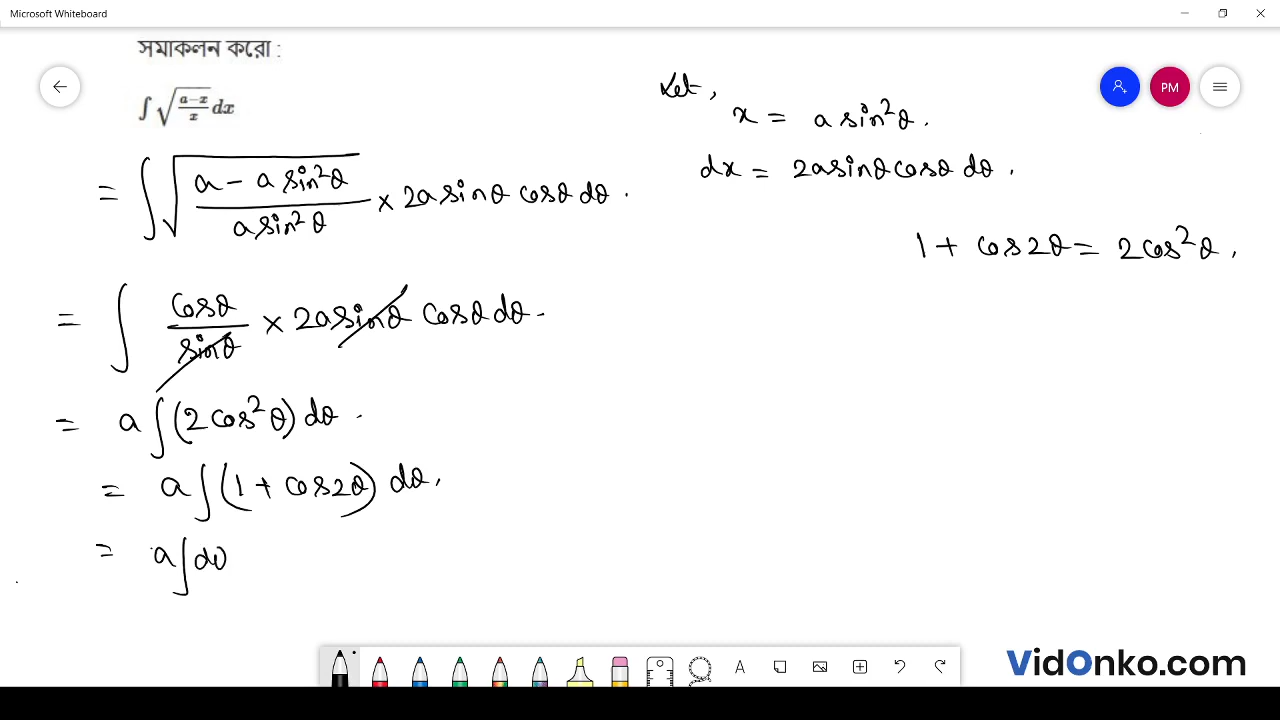 Microsoft Whiteboard
সমাকলন করো :
∫ √((a−x)/x) dx
Let,
x = a sin²θ.
dx = 2a sinθ cosθ dθ.
= ∫ √((a − a sin²θ)/(a sin²θ)) × 2a sinθ cosθ dθ.
1 + cos2θ = 2cos²θ.
= ∫ cosθ/sinθ × 2a sinθ cosθ dθ.
= a ∫ (2cos²θ) dθ.
= a ∫ (1 + cos2θ) dθ.
= a ∫ dθ
PM
A
VidOnko.com